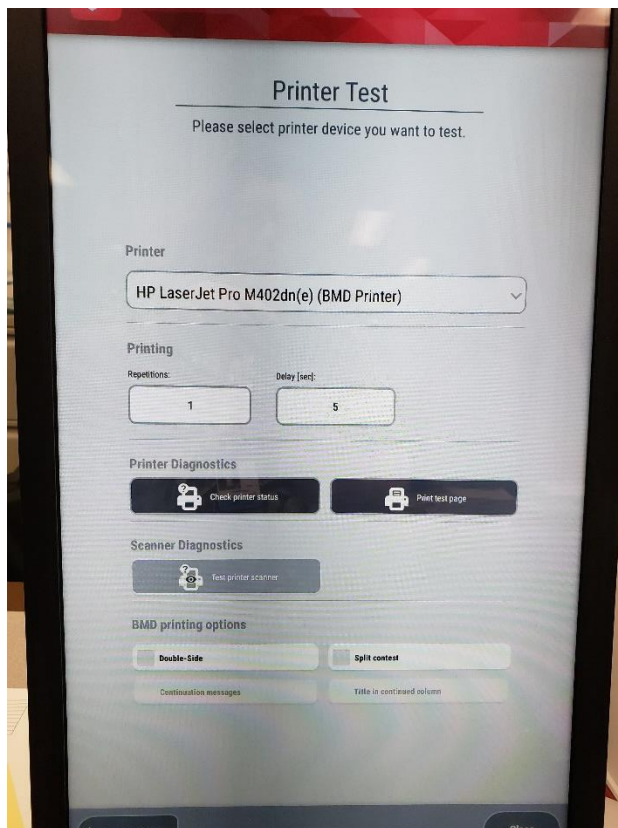 Printer Test
Please select printer device you want to test.
Printer
HP LaserJet Pro M402dn(e) (BMD Printer)
Printing
Repetitions: Delay [sec]:
1 5
Printer Diagnostics
Check printer status Print test page
Scanner Diagnostics
Test printer scanner
BMD printing options
Double-Side Split contest
Continuation messages Title in continued column